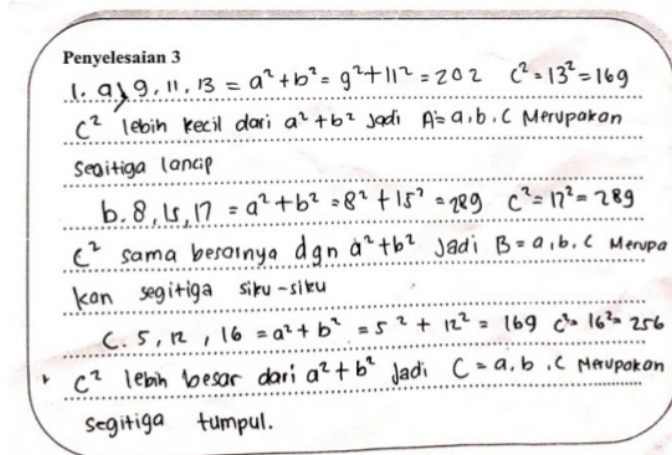 Penyelesaian 3
1. a) 9, 11, 13 = a² + b² = 9² + 11² = 202 c² = 13² = 169
c² lebih kecil dari a² + b² Jadi A = a, b, c Merupakan
Segitiga lancip
b. 8, 15, 17 = a² + b² = 8² + 15² = 289 c² = 17² = 289
c² sama besarnya dgn a² + b² Jadi B = a, b, c Merupa
kan segitiga siku-siku
C. 5, 12, 16 = a² + b² = 5² + 12² = 169 c² = 16² = 256
c² lebih besar dari a² + b² Jadi C = a, b, c Merupakan
segitiga tumpul.